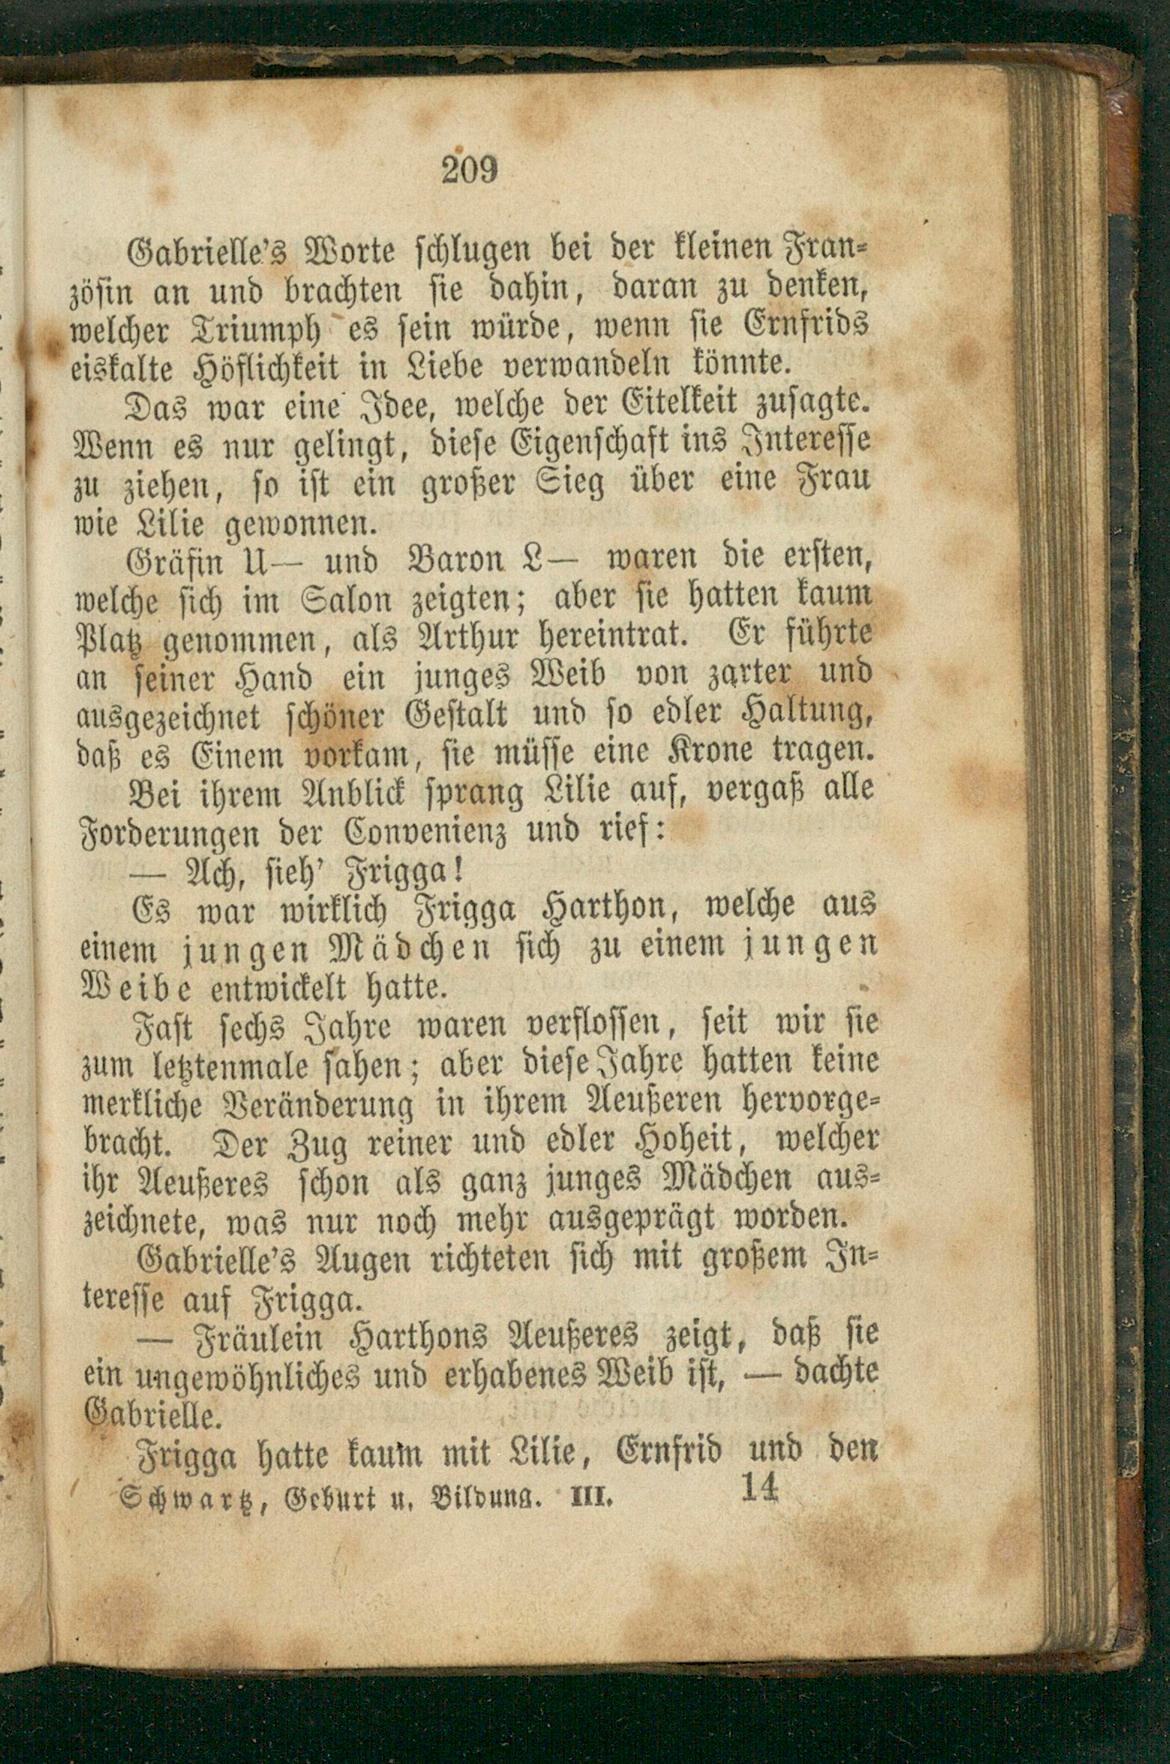 209
Gabrielle's Worte schlugen bei der kleinen Fran-
zösin an und brachten sie dahin, daran zu denken,
welcher Triumph es sein würde, wenn sie Ernfrids
eiskalte Höflichkeit in Liebe verwandeln könnte.
Das war eine Idee, welche der Eitelkeit zusagte.
Wenn es nur gelingt, diese Eigenschaft ins Interesse
zu ziehen, so ist ein großer Sieg über eine Frau
wie Lilie gewonnen.
Gräfin U— und Baron L— waren die ersten,
welche sich im Salon zeigten; aber sie hatten kaum
Platz genommen, als Arthur hereintrat. Er führte
an seiner Hand ein junges Weib von zarter und
ausgezeichnet schöner Gestalt und so edler Haltung,
daß es Einem vorkam, sie müsse eine Krone tragen.
Bei ihrem Anblick sprang Lilie auf, vergaß alle
Forderungen der Convenienz und rief:
— Ach, sieh' Frigga!
Es war wirklich Frigga Harthon, welche aus
einem jungen Mädchen sich zu einem jungen
Weibe entwickelt hatte.
Fast sechs Jahre waren verflossen, seit wir sie
zum letztenmale sahen; aber diese Jahre hatten keine
merkliche Veränderung in ihrem Aeußeren hervorge-
bracht. Der Zug reiner und edler Hoheit, welcher
ihr Aeußeres schon als ganz junges Mädchen aus-
zeichnete, was nur noch mehr ausgeprägt worden.
Gabrielle's Augen richteten sich mit großem In-
teresse auf Frigga.
— Fräulein Harthons Aeußeres zeigt, daß sie
ein ungewöhnliches und erhabenes Weib ist, — dachte
Gabrielle.
Frigga hatte kaum mit Lilie, Ernfrid und den
Schwartz, Geburt u. Bildung. III. 14